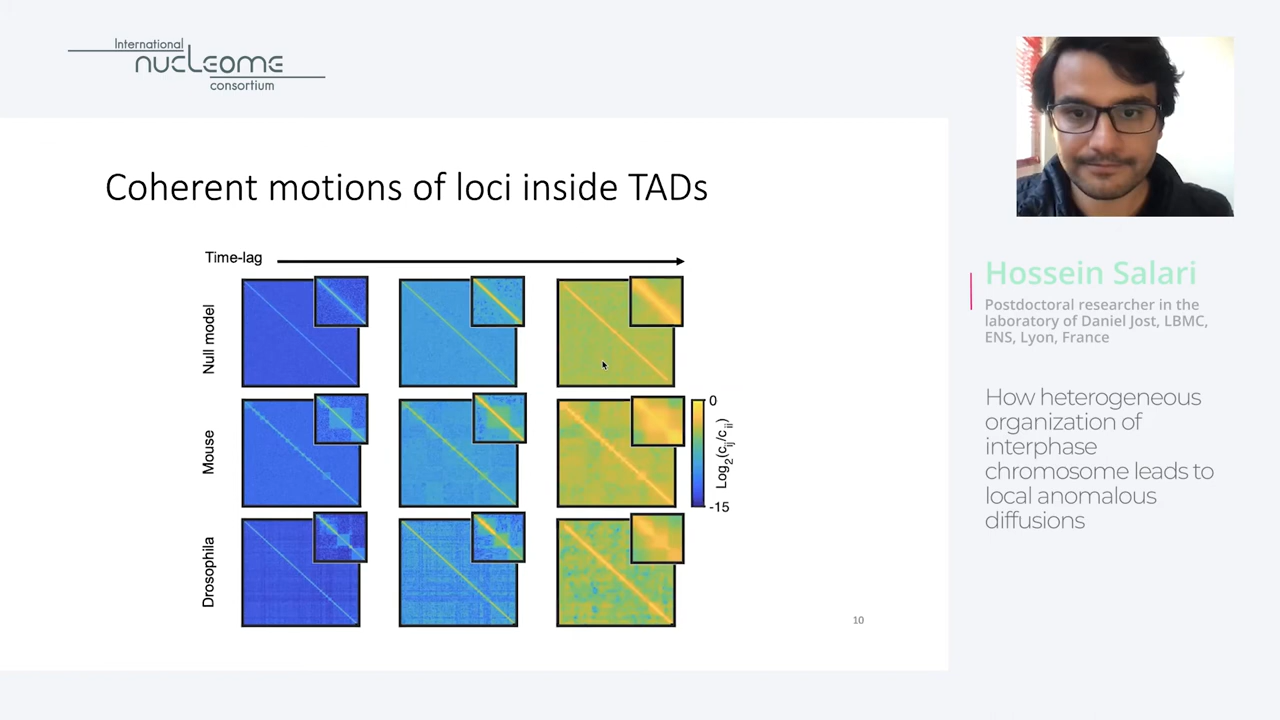 International
nucleome
consortium
Coherent motions of loci inside TADs
Time-lag
Null model
Mouse
Drosophila
0
Log2(cij/cii)
-15
10
Hossein Salari
Postdoctoral researcher in the
laboratory of Daniel Jost, LBMC,
ENS, Lyon, France
How heterogeneous
organization of
interphase
chromosome leads to
local anomalous
diffusions